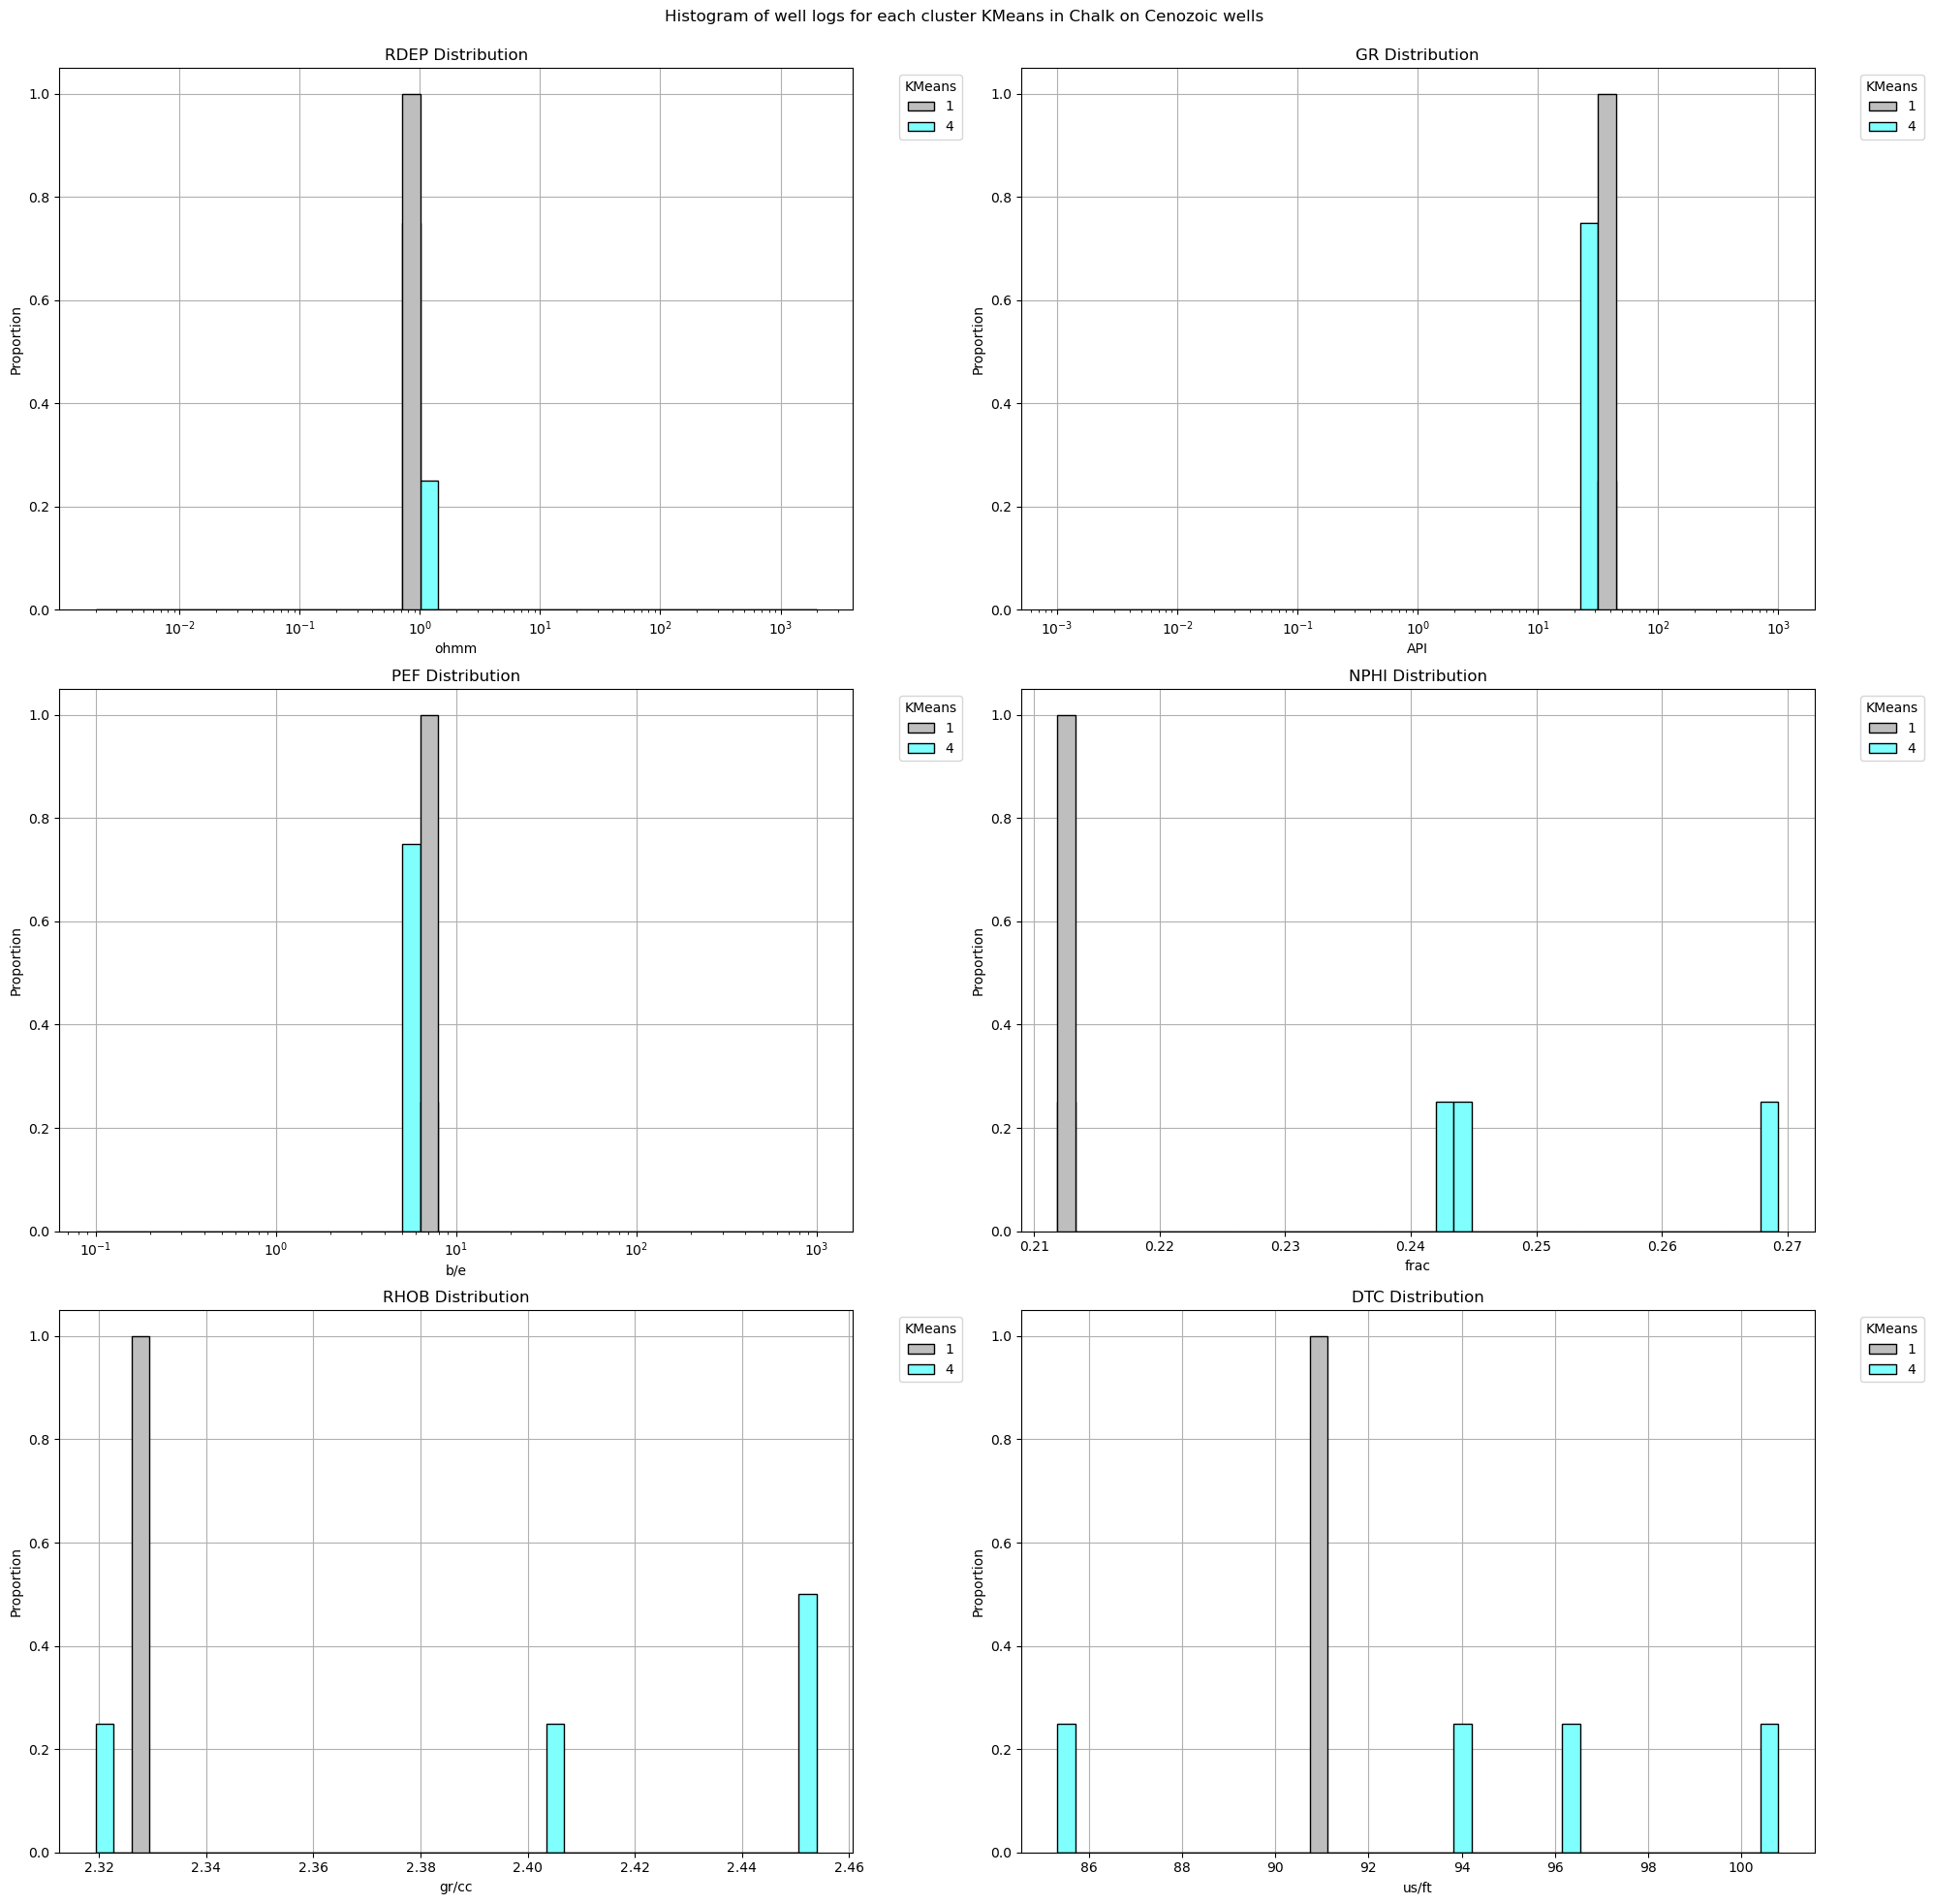 Histogram of well logs for each cluster KMeans in Chalk on Cenozoic wells
RDEP Distribution
KMeans
1
4
1.0
0.8
0.6
0.4
0.2
0.0
Proportion
10⁻² 10⁻¹ 10⁰ 10¹ 10² 10³
ohmm
GR Distribution
KMeans
1
4
1.0
0.8
0.6
0.4
0.2
0.0
Proportion
10⁻³ 10⁻² 10⁻¹ 10⁰ 10¹ 10² 10³
API
PEF Distribution
KMeans
1
4
1.0
0.8
0.6
0.4
0.2
0.0
Proportion
10⁻¹ 10⁰ 10¹ 10² 10³
b/e
NPHI Distribution
KMeans
1
4
1.0
0.8
0.6
0.4
0.2
0.0
Proportion
0.21 0.22 0.23 0.24 0.25 0.26 0.27
frac
RHOB Distribution
KMeans
1
4
1.0
0.8
0.6
0.4
0.2
0.0
Proportion
2.32 2.34 2.36 2.38 2.40 2.42 2.44 2.46
gr/cc
DTC Distribution
KMeans
1
4
1.0
0.8
0.6
0.4
0.2
0.0
Proportion
86 88 90 92 94 96 98 100
us/ft